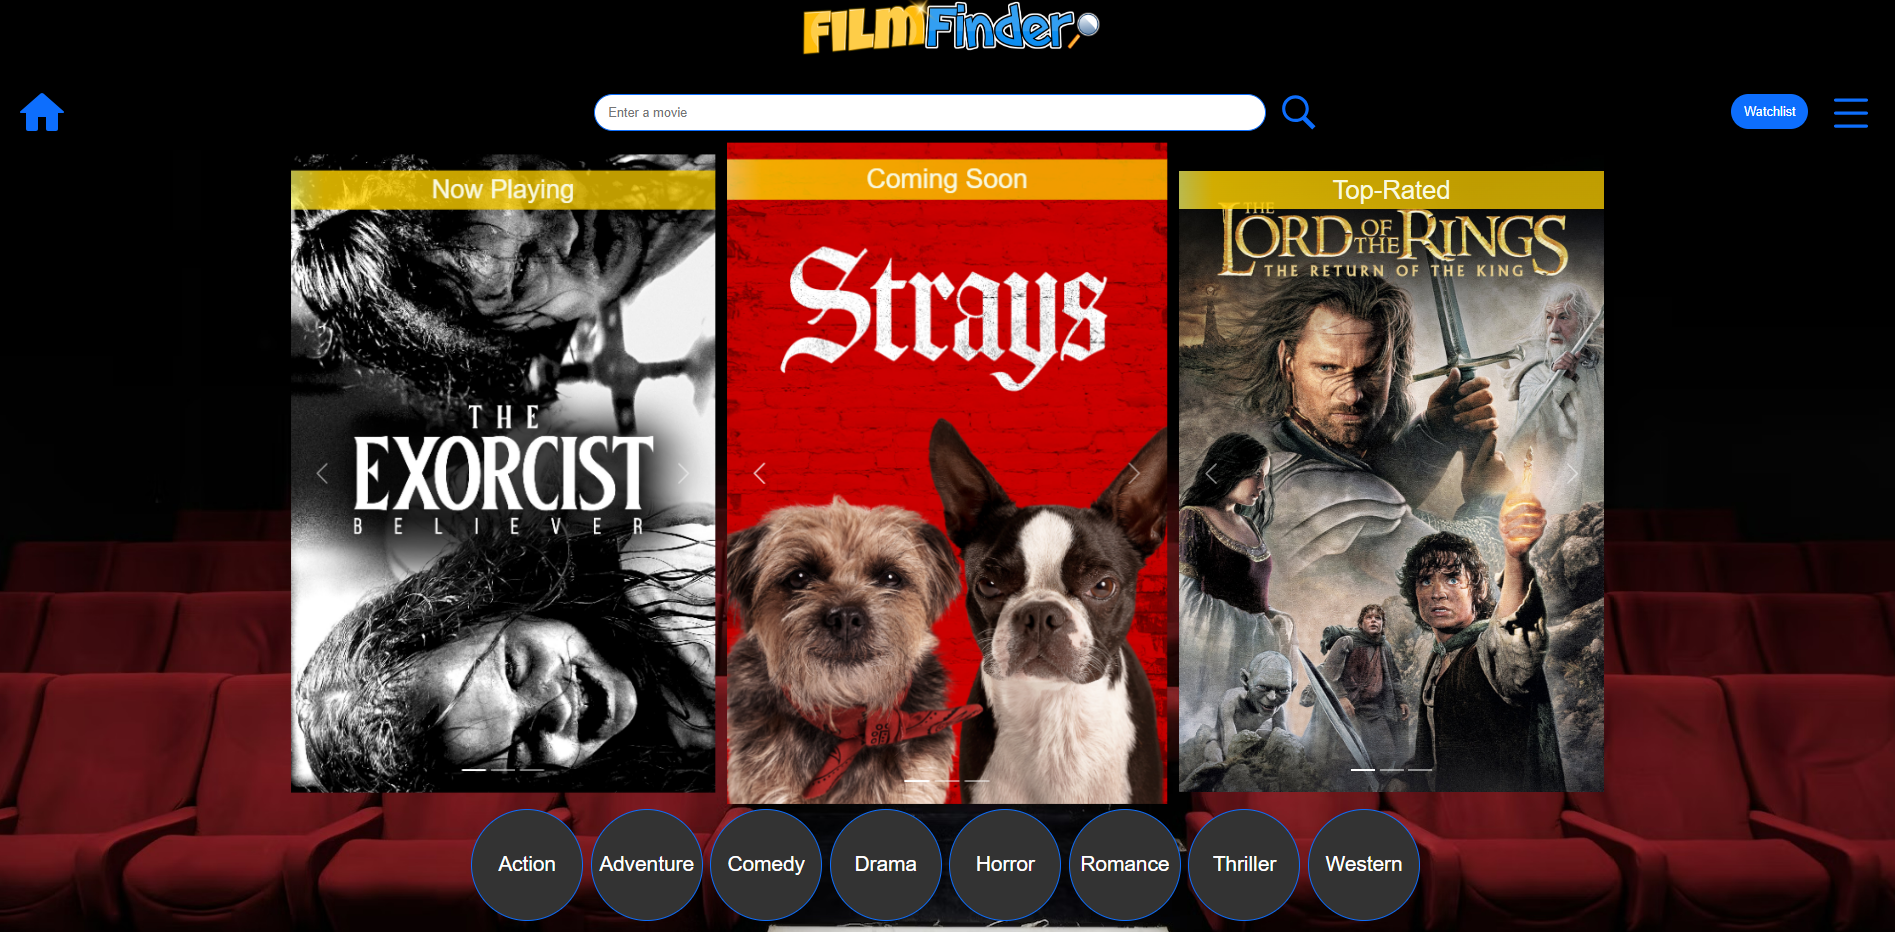 FILMFinder
Enter a movie
Watchlist
Now Playing
THE
EXORCIST
BELIEVER
Coming Soon
Strays
Top-Rated
THE
LORD OF THE RINGS
THE RETURN OF THE KING
Action
Adventure
Comedy
Drama
Horror
Romance
Thriller
Western